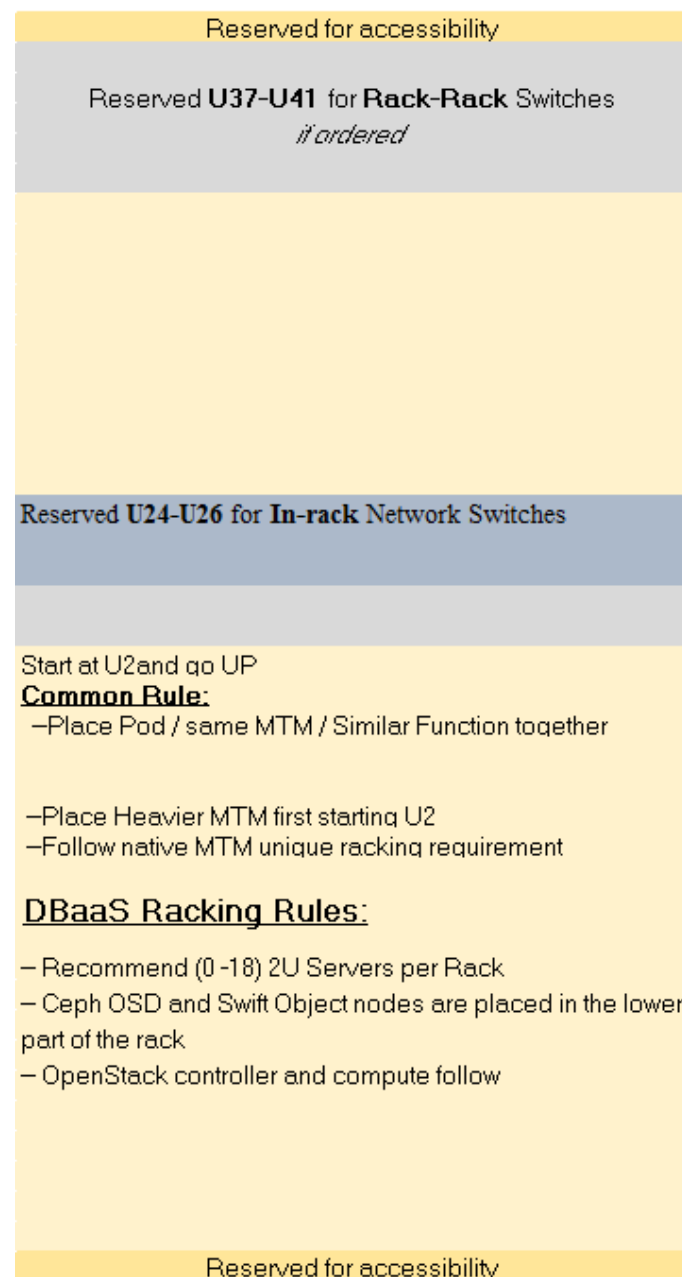 Reserved for accessibility
Reserved U37-U41 for Rack-Rack Switches
if ordered
Reserved U24-U26 for In-rack Network Switches
Start at U2and go UP
Common Rule:
–Place Pod / same MTM / Similar Function together
–Place Heavier MTM first starting U2
–Follow native MTM unique racking requirement
DBaaS Racking Rules:
– Recommend (0 -18) 2U Servers per Rack
– Ceph OSD and Swift Object nodes are placed in the lower
part of the rack
– OpenStack controller and compute follow
Reserved for accessibility